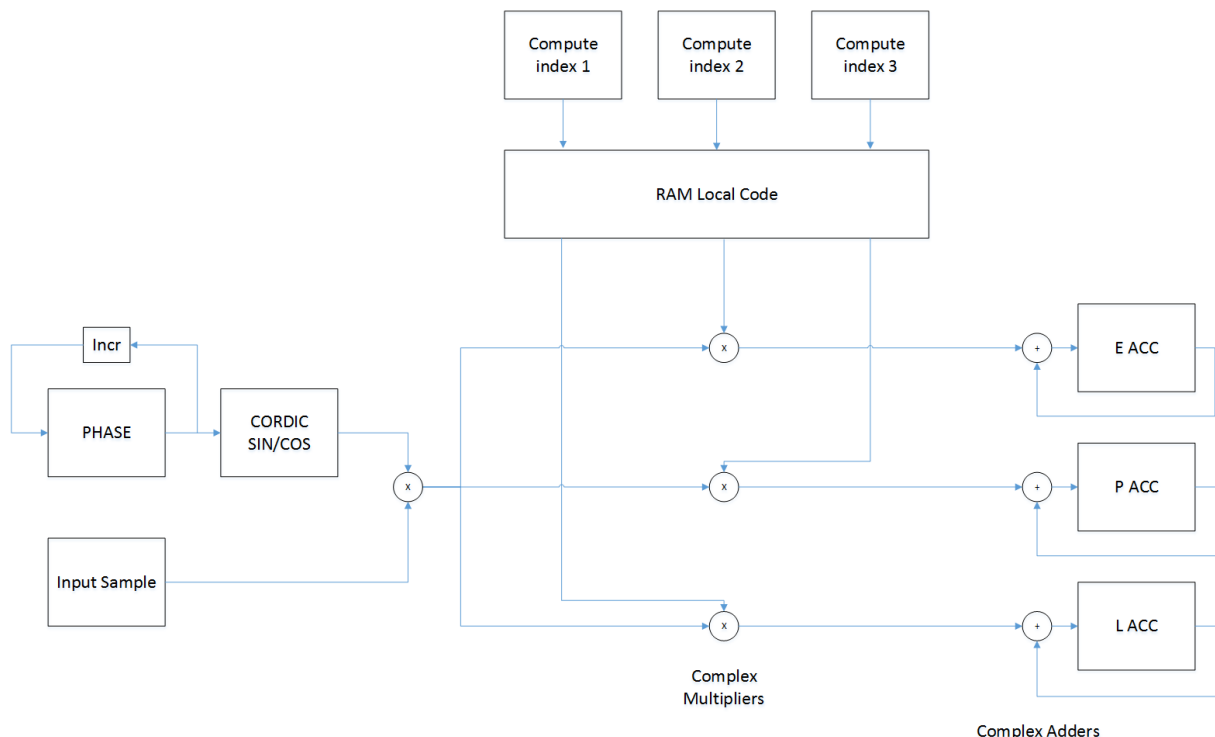 Compute
index 1
Compute
index 2
Compute
index 3
RAM Local Code
Incr
PHASE
CORDIC
SIN/COS
x
Input Sample
x
x
x
+
E ACC
+
P ACC
+
L ACC
Complex
Multipliers
Complex Adders